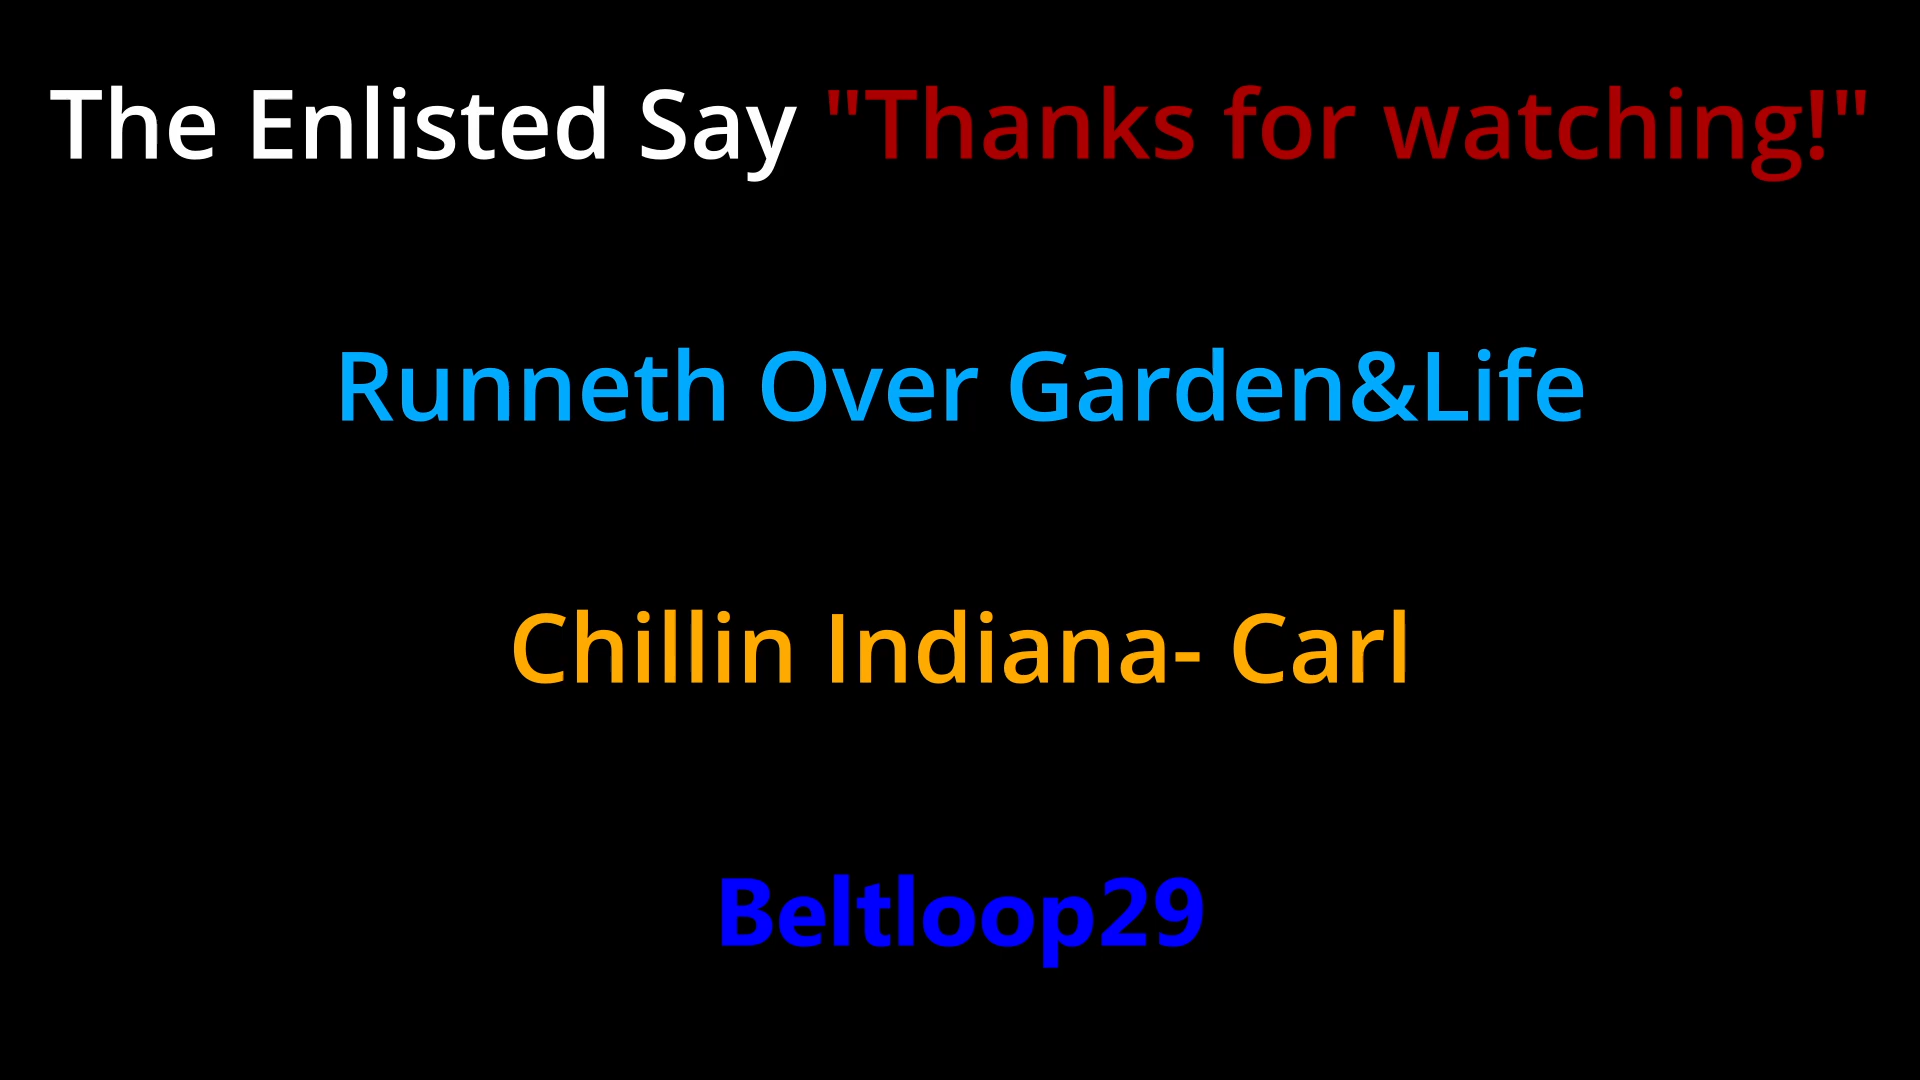 The Enlisted Say "Thanks for watching!"
Runneth Over Garden&Life
Chillin Indiana- Carl
Beltloop29